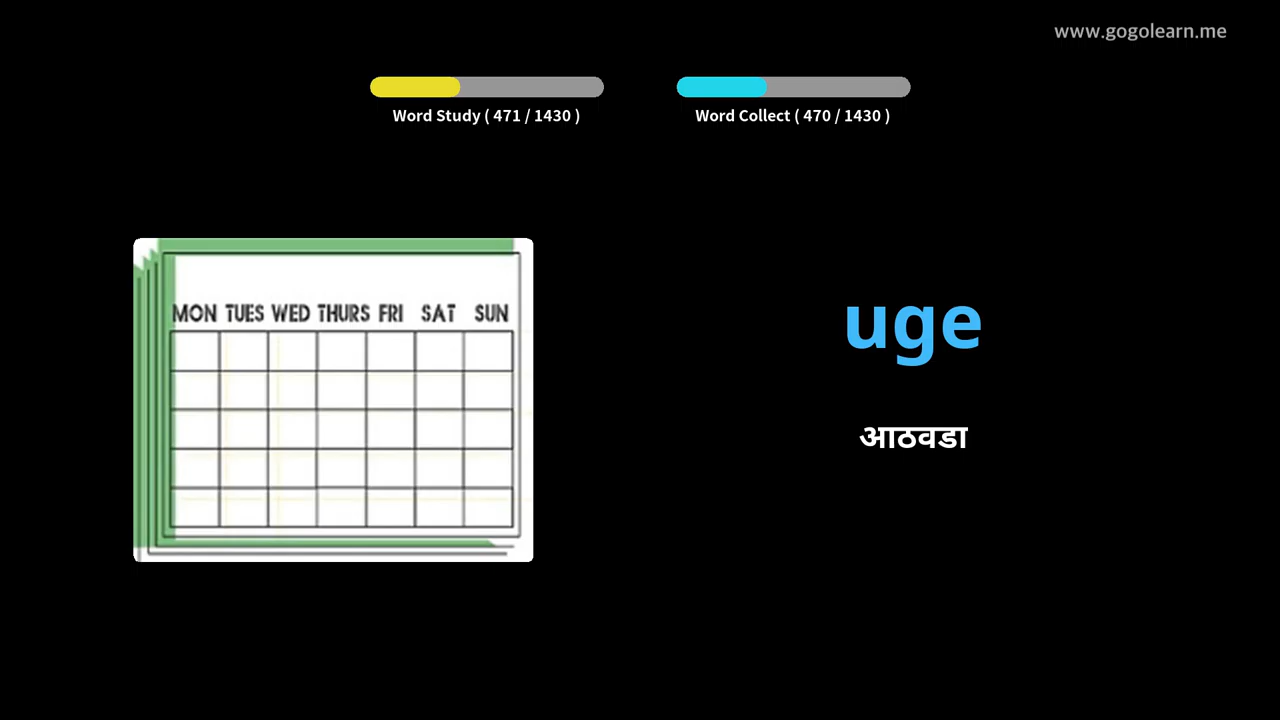 www.gogolearn.me
Word Study ( 471 / 1430 )
Word Collect ( 470 / 1430 )
MON TUES WED THURS FRI SAT SUN
uge
आठवडा